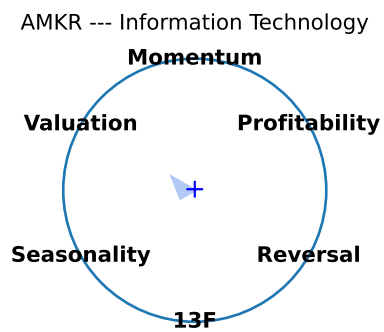 AMKR --- Information Technology
Momentum
Valuation
Profitability
Seasonality
Reversal
13F